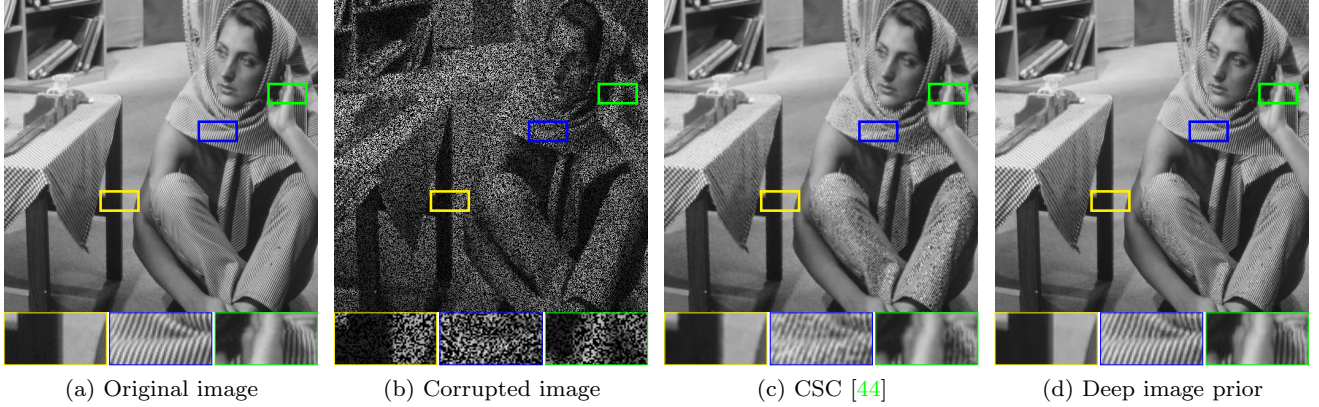 (a) Original image
(b) Corrupted image
(c) CSC [44]
(d) Deep image prior